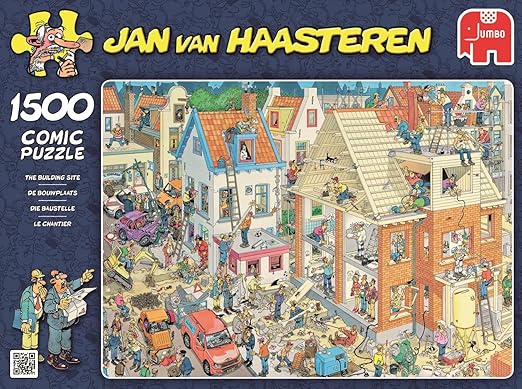 JAN VAN HAASTEREN
JUMBO
1500
COMIC
PUZZLE
THE BUILDING SITE
DE BOUWPLAATS
DIE BAUSTELLE
LE CHANTIER